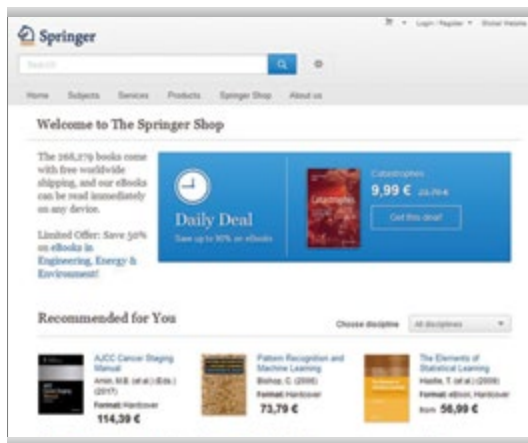 Login / Register
Springer
Search
Home Subjects Services Products Springer Shop About us
Welcome to The Springer Shop
The 268,279 books come
with free worldwide
shipping, and our eBooks
can be read immediately
on any device.
Limited Offer: Save 50%
on eBooks in
Engineering, Energy &
Environment!
Daily Deal
Save up to 90% on eBooks
Catastrophes
Catastrophes
9,99 € 29,70 €
Get this deal!
Recommended for You
Choose discipline All disciplines
AJCC Cancer Staging
Manual
Amin, M.B. (et al.) (Eds.)
(2017)
Format: Hardcover
114,39 €
Pattern Recognition and
Machine Learning
Bishop, C. (2006)
Format: Hardcover
73,79 €
The Elements of
Statistical Learning
Hastie, T. (et al.) (2009)
Format: eBook, Hardcover
from 56,99 €